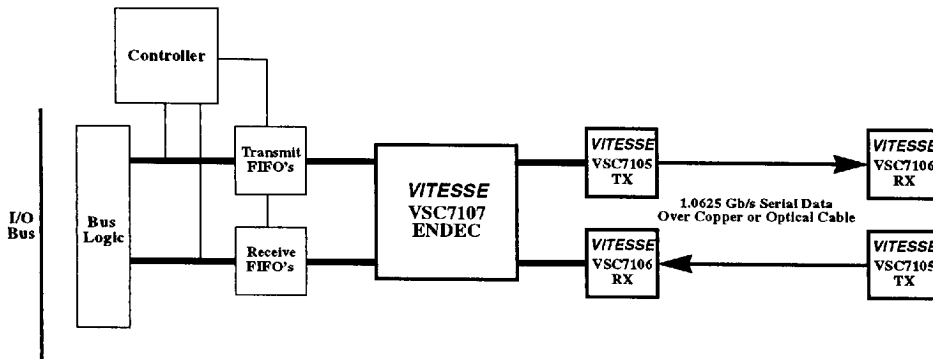 Controller
I/O
Bus
Bus
Logic
Transmit
FIFO's
Receive
FIFO's
VITESSE
VSC7107
ENDEC
VITESSE
VSC7105
TX
1.0625 Gb/s Serial Data
Over Copper or Optical Cable
VITESSE
VSC7106
RX
VITESSE
VSC7106
RX
VITESSE
VSC7105
TX